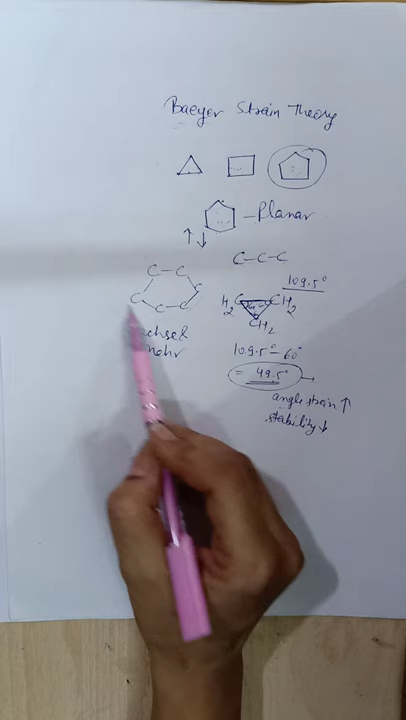 Baeyer Strain Theory
Planar
C-C-C
109.5°
C-C
C C
C C
H2C CH2
CH2
109.5° - 60°
= 49.5°
angle strain ↑
stability ↓